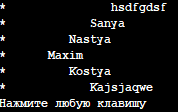 * hsdfgdsf
* Sanya
* Nastya
* Maxim
* Kostya
* Kajsjaqwe
Нажмите любую клавишу